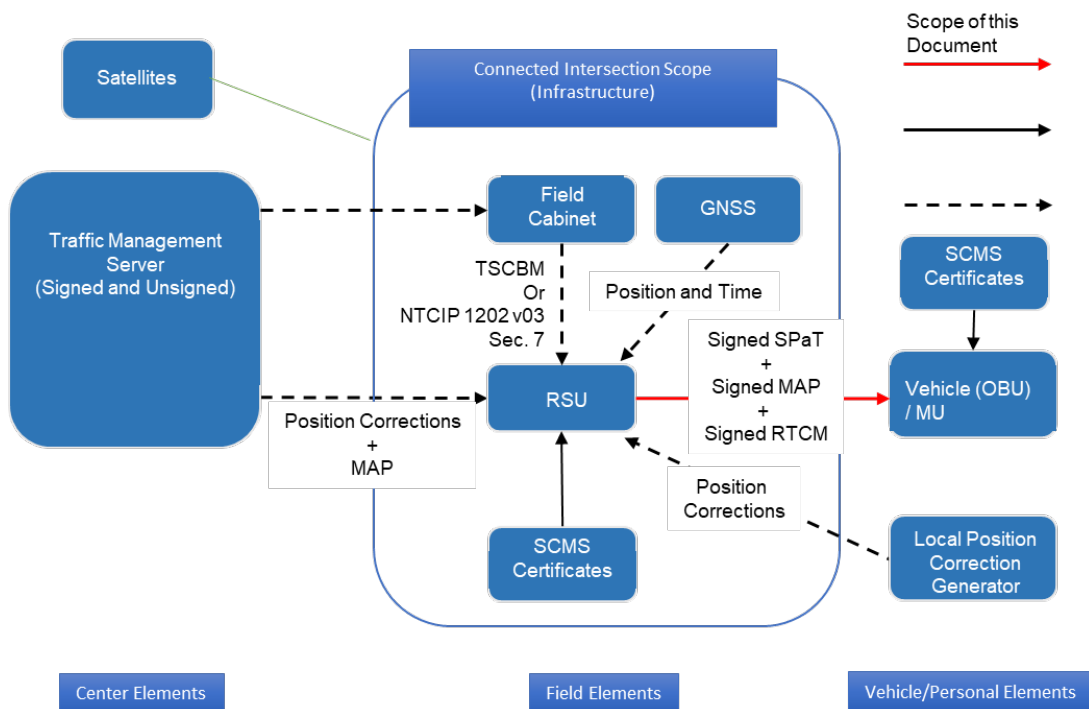 Scope of this
Document
Satellites
Connected Intersection Scope
(Infrastructure)
Field
Cabinet
GNSS
Traffic Management
Server
(Signed and Unsigned)
SCMS
Certificates
TSCBM
Or
NTCIP 1202 v03
Sec. 7
Position and Time
Signed SPaT
+
Signed MAP
+
Signed RTCM
RSU
Vehicle (OBU)
/ MU
Position Corrections
+
MAP
Position
Corrections
SCMS
Certificates
Local Position
Correction
Generator
Center Elements
Field Elements
Vehicle/Personal Elements